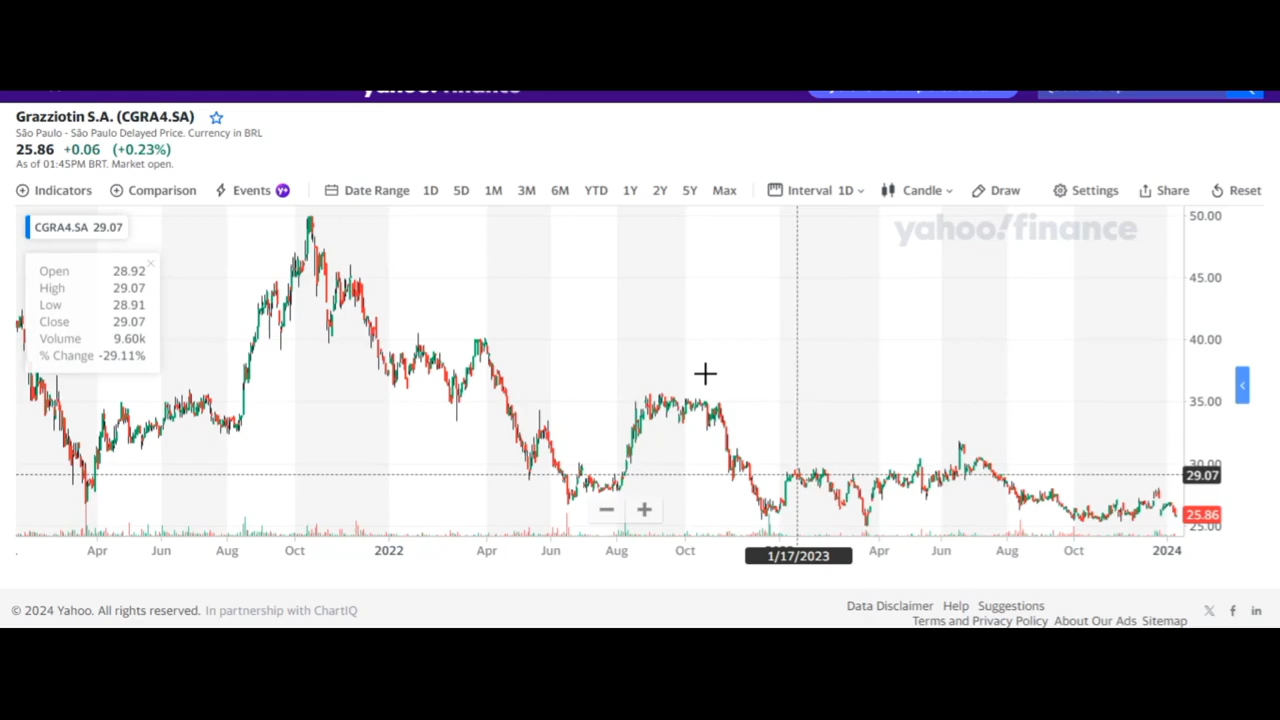 yahoo! finance
Grazziotin S.A. (CGRA4.SA)
São Paulo - São Paulo Delayed Price. Currency in BRL
25.86 +0.06 (+0.23%)
As of 01:45PM BRT. Market open.
Indicators Comparison Events Y+ Date Range 1D 5D 1M 3M 6M YTD 1Y 2Y 5Y Max Interval 1D Candle Draw Settings Share Reset
CGRA4.SA 29.07
yahoo!finance
50.00
Open 28.92
High 29.07
Low 28.91
Close 29.07
Volume 9.60k
% Change -29.11%
45.00
40.00
35.00
30.00
29.07
25.86
25.00
Apr Jun Aug Oct 2022 Apr Jun Aug Oct Apr Jun Aug Oct 2024
1/17/2023
© 2024 Yahoo. All rights reserved. In partnership with ChartIQ
Data Disclaimer Help Suggestions
Terms and Privacy Policy About Our Ads Sitemap